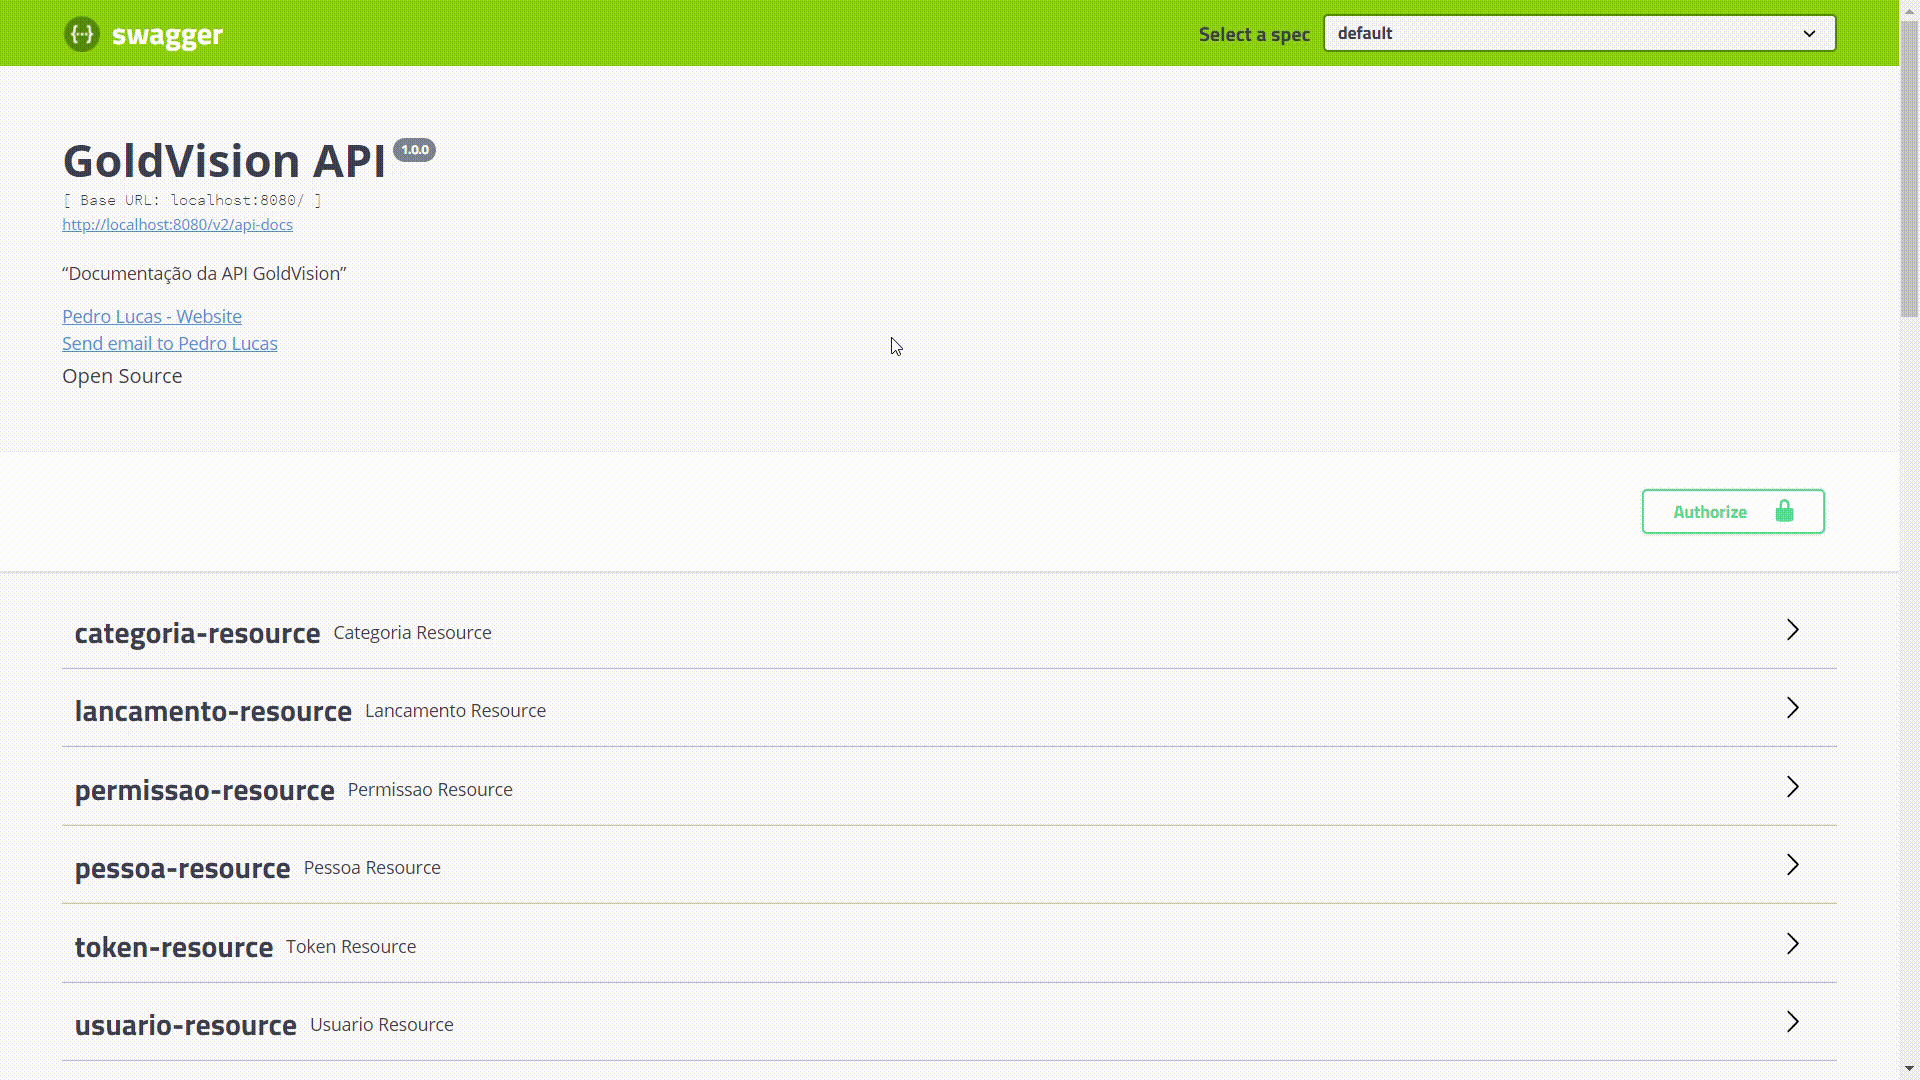 swagger
Select a spec default
GoldVision API 1.0.0
[ Base URL: localhost:8080/ ]
http://localhost:8080/v2/api-docs
“Documentação da API GoldVision”
Pedro Lucas - Website
Send email to Pedro Lucas
Open Source
Authorize
categoria-resource Categoria Resource
lancamento-resource Lancamento Resource
permissao-resource Permissao Resource
pessoa-resource Pessoa Resource
token-resource Token Resource
usuario-resource Usuario Resource